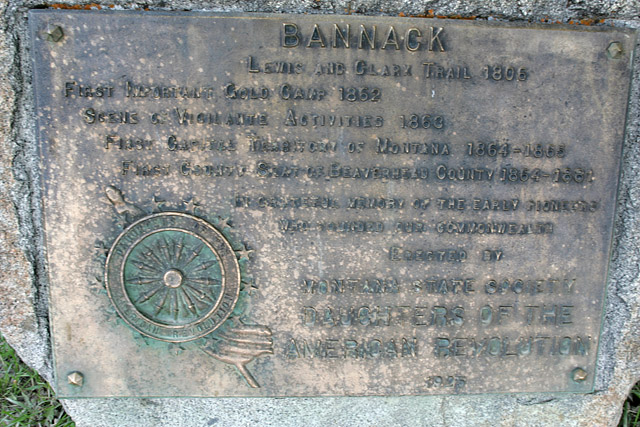 BANNACK
LEWIS AND CLARK TRAIL 1806
FIRST IMPORTANT GOLD CAMP 1862
SCENE OF VIGILANTE ACTIVITIES 1863
FIRST CAPITAL TERRITORY OF MONTANA 1864-1865
FIRST COUNTY SEAT OF BEAVERHEAD COUNTY 1864-1881
IN GRATEFUL MEMORY OF THE EARLY PIONEERS
WHO FOUNDED OUR COMMONWEALTH
ERECTED BY
MONTANA STATE SOCIETY
DAUGHTERS OF THE
AMERICAN REVOLUTION